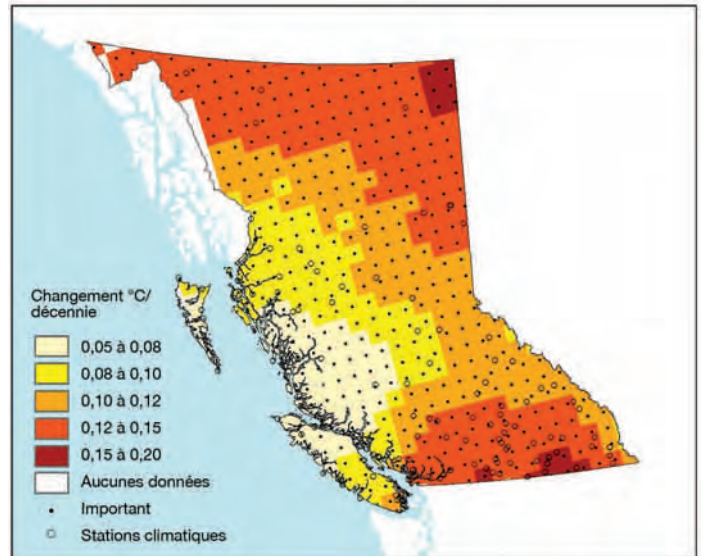 Changement °C/
décennie
0,05 à 0,08
0,08 à 0,10
0,10 à 0,12
0,12 à 0,15
0,15 à 0,20
Aucunes données
Important
Stations climatiques